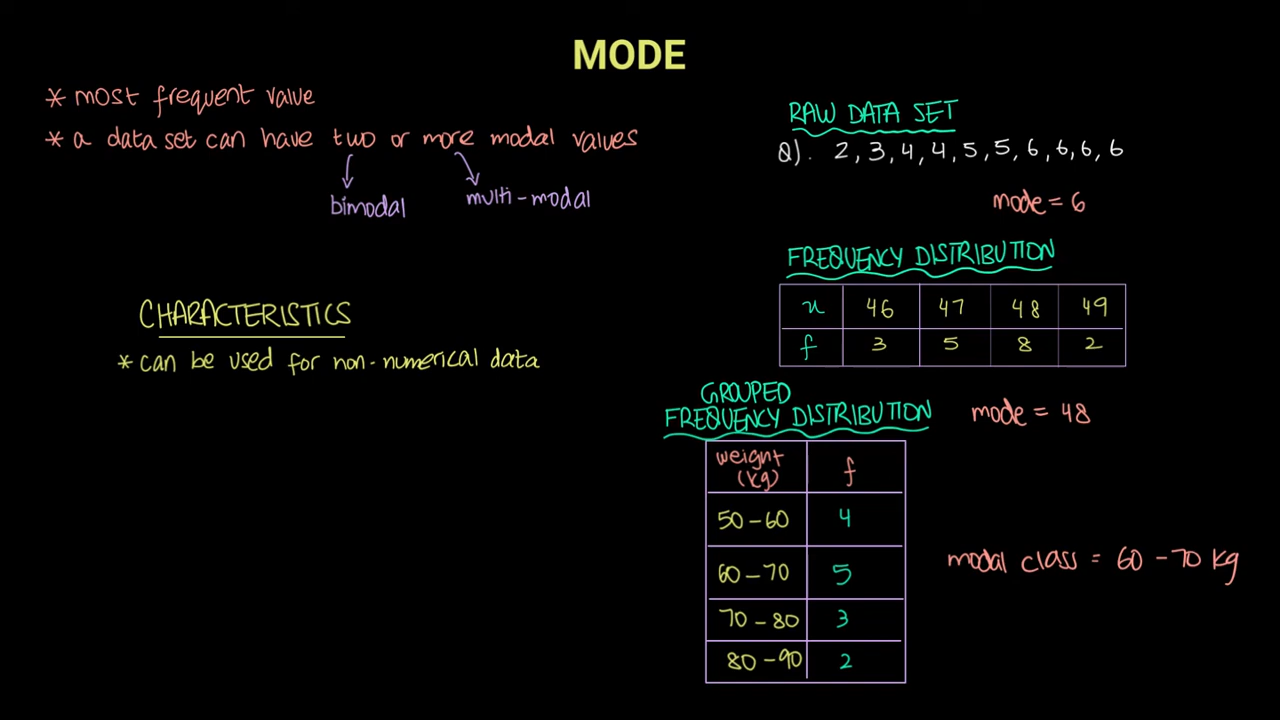 MODE
* most frequent value
* a data set can have two or more modal values
bimodal
multi-modal
CHARACTERISTICS
* can be used for non-numerical data
RAW DATA SET
Q). 2, 3, 4, 4, 5, 5, 6, 6, 6, 6
mode = 6
FREQUENCY DISTRIBUTION
x 46 47 48 49
f 3 5 8 2
mode = 48
GROUPED
FREQUENCY DISTRIBUTION
weight (kg) f
50-60 4
60-70 5
70-80 3
80-90 2
modal class = 60-70 kg